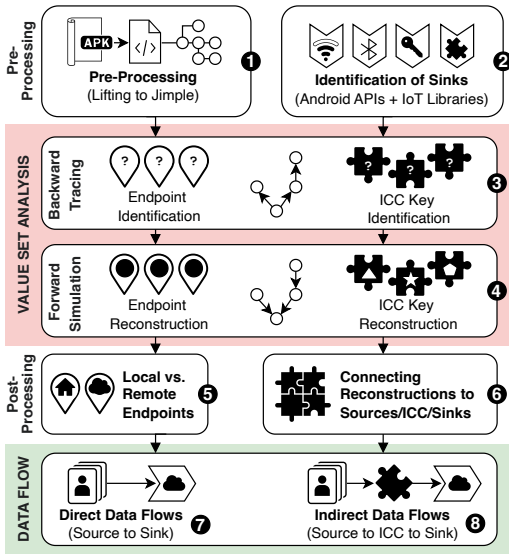 Pre-
Processing
APK
</>
1
Pre-Processing
(Lifting to Jimple)
2
Identification of Sinks
(Android APIs + IoT Libraries)
VALUE SET ANALYSIS
Backward
Tracing
? ? ?
Endpoint
Identification
? ? ?
ICC Key
Identification
3
Forward
Simulation
Endpoint
Reconstruction
ICC Key
Reconstruction
4
Post-
Processing
Local vs.
Remote
Endpoints
5
Connecting
Reconstructions to
Sources/ICC/Sinks
6
DATA FLOW
Direct Data Flows
(Source to Sink)
7
Indirect Data Flows
(Source to ICC to Sink)
8